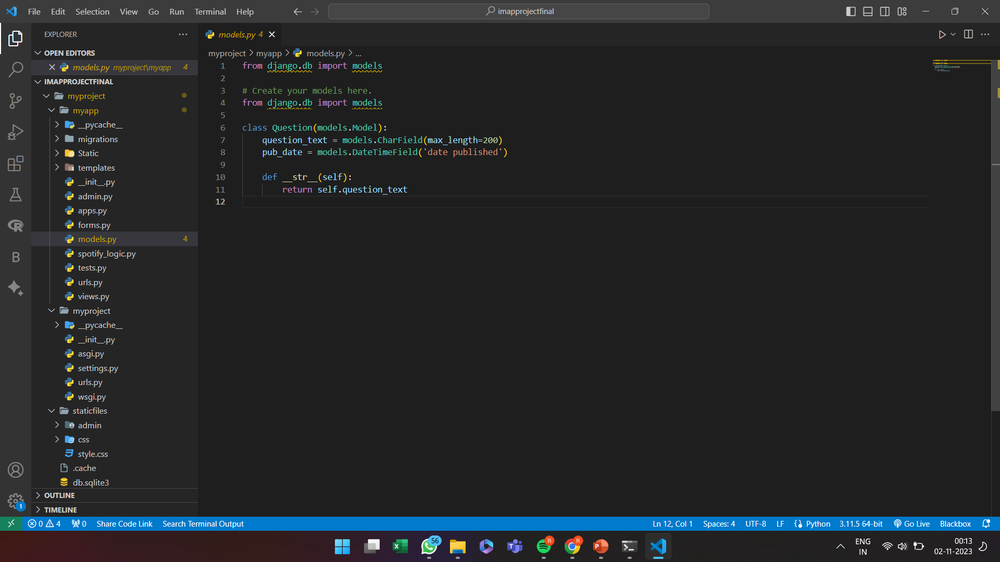 File Edit Selection View Go Run Terminal Help
imapprojectfinal
EXPLORER
OPEN EDITORS
models.py myproject\myapp 4
IMAPPROJECTFINAL
myproject
myapp
__pycache__
migrations
Static
templates
__init__.py
admin.py
apps.py
forms.py
models.py 4
spotify_logic.py
tests.py
urls.py
views.py
myproject
__pycache__
__init__.py
asgi.py
settings.py
urls.py
wsgi.py
staticfiles
admin
css
style.css
.cache
db.sqlite3
OUTLINE
TIMELINE
B
1
models.py 4
myproject > myapp > models.py > ...
1 from django.db import models
2
3 # Create your models here.
4 from django.db import models
5
6 class Question(models.Model):
7 question_text = models.CharField(max_length=200)
8 pub_date = models.DateTimeField('date published')
9
10 def __str__(self):
11 return self.question_text
12
0 4 0 Share Code Link Search Terminal Output
Ln 12, Col 1 Spaces: 4 UTF-8 LF Python 3.11.5 64-bit Go Live Blackbox
56
R
R
ENG
IN
00:13
02-11-2023